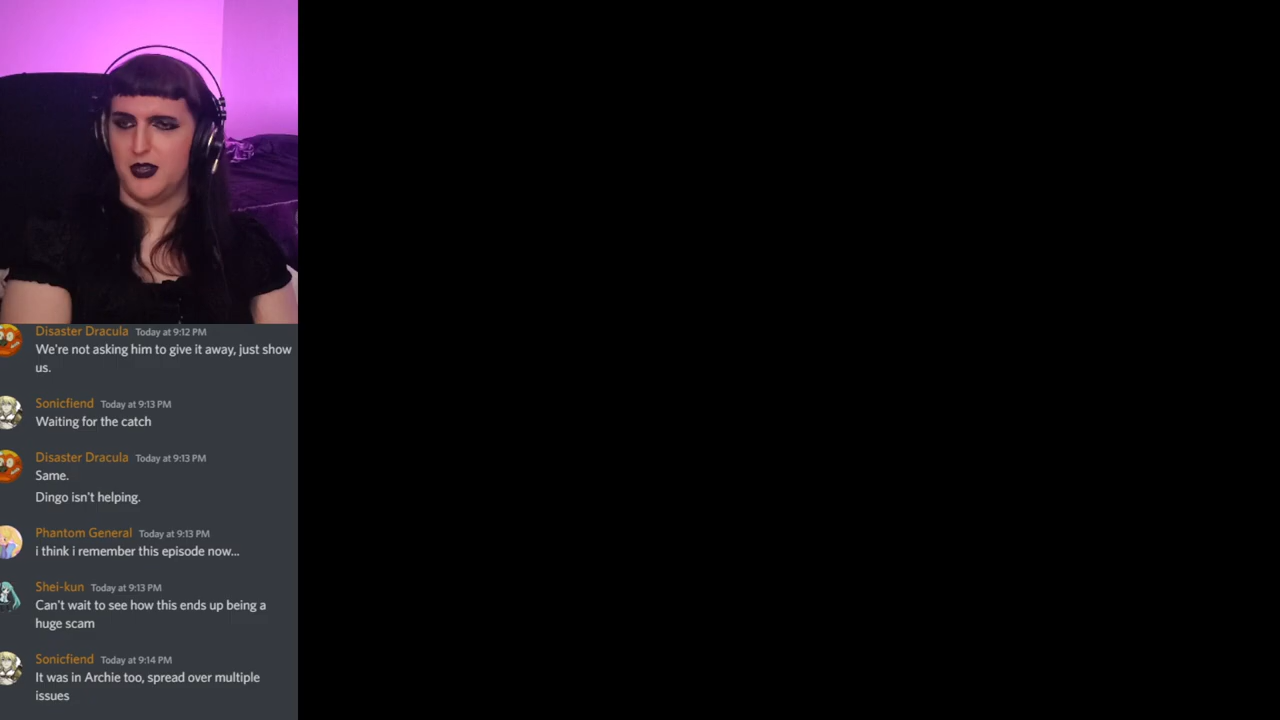 Disaster Dracula Today at 9:12 PM
We're not asking him to give it away, just show
us.
Sonicfiend Today at 9:13 PM
Waiting for the catch
Disaster Dracula Today at 9:13 PM
Same.
Dingo isn't helping.
Phantom General Today at 9:13 PM
i think i remember this episode now...
Shei-kun Today at 9:13 PM
Can't wait to see how this ends up being a
huge scam
Sonicfiend Today at 9:14 PM
It was in Archie too, spread over multiple
issues